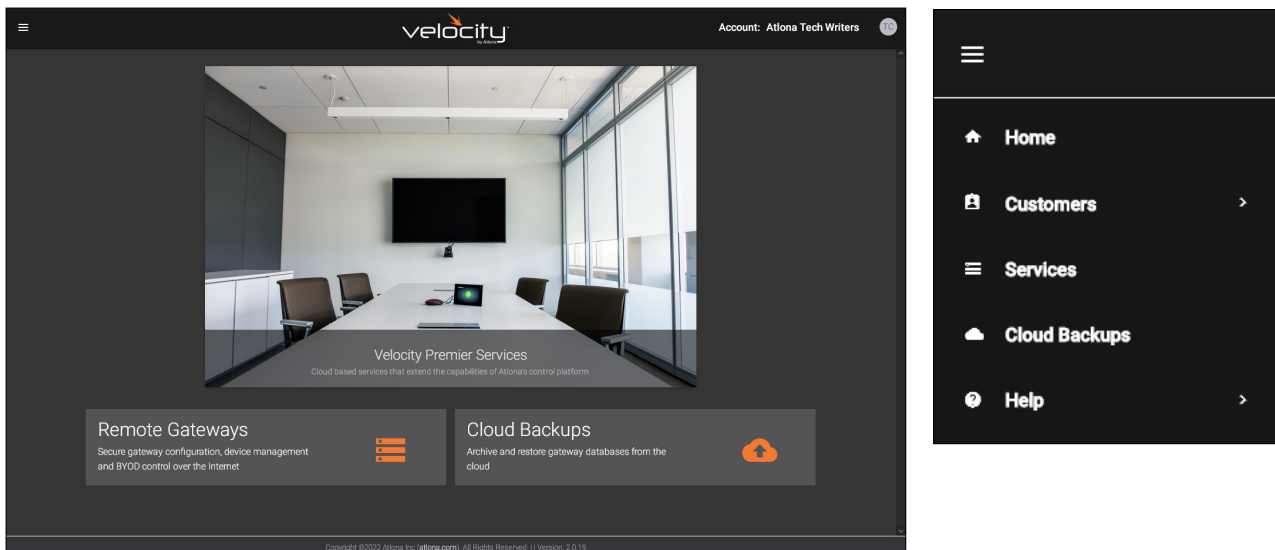 velocity
by Atlona
Account: Atlona Tech Writers
TC
Velocity Premier Services
Cloud based services that extend the capabilities of Atlona's control platform.
Remote Gateways
Secure gateway configuration, device management
and BYOD control over the Internet
Cloud Backups
Archive and restore gateway databases from the
cloud
Copyright ©2022 Atlona Inc (atlona.com). All Rights Reserved. || Version: 2.0.19
Home
Customers
Services
Cloud Backups
Help